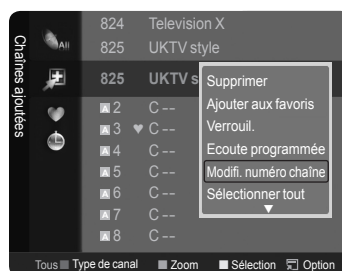 Chaînes ajoutées
All
824 Television X
825 UKTV style
825 UKTV s
A 2 C --
A 3 ♥ C --
A 4 C --
A 5 C --
A 6 C --
A 7 C --
A 8 C --
Supprimer
Ajouter aux favoris
Verrouil.
Ecoute programmée
Modifi. numéro chaîne
Sélectionner tout
▼
Tous Type de canal Zoom Sélection Option